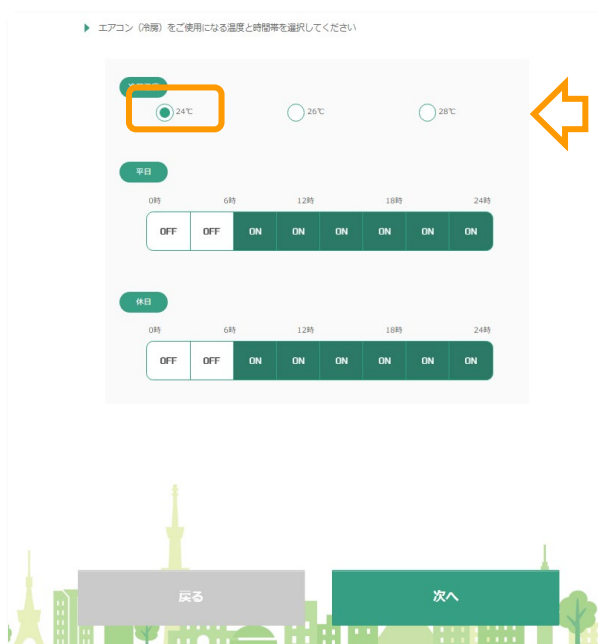 エアコン（冷房）をご使用になる温度と時間帯を選択してください
24℃ 26℃ 28℃
平日
0時 6時 12時 18時 24時
OFF OFF ON ON ON ON ON ON
休日
0時 6時 12時 18時 24時
OFF OFF ON ON ON ON ON ON
戻る 次へ